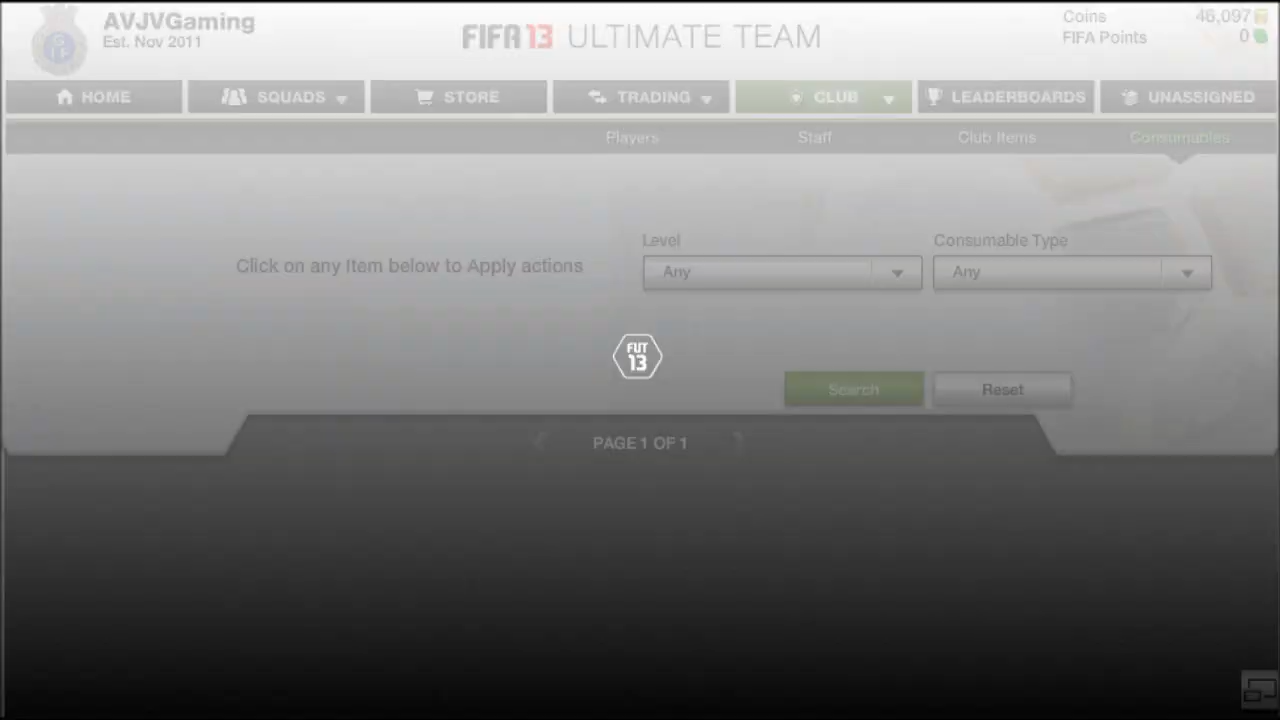 AVJVGaming
Est. Nov 2011
FIFA 13 ULTIMATE TEAM
Coins 46,097
FIFA Points 0
HOME SQUADS STORE TRADING CLUB LEADERBOARDS UNASSIGNED
Players Staff Club Items Consumables
Click on any Item below to Apply actions
Level
Any
Consumable Type
Any
FUT
13
Search Reset
PAGE 1 OF 1